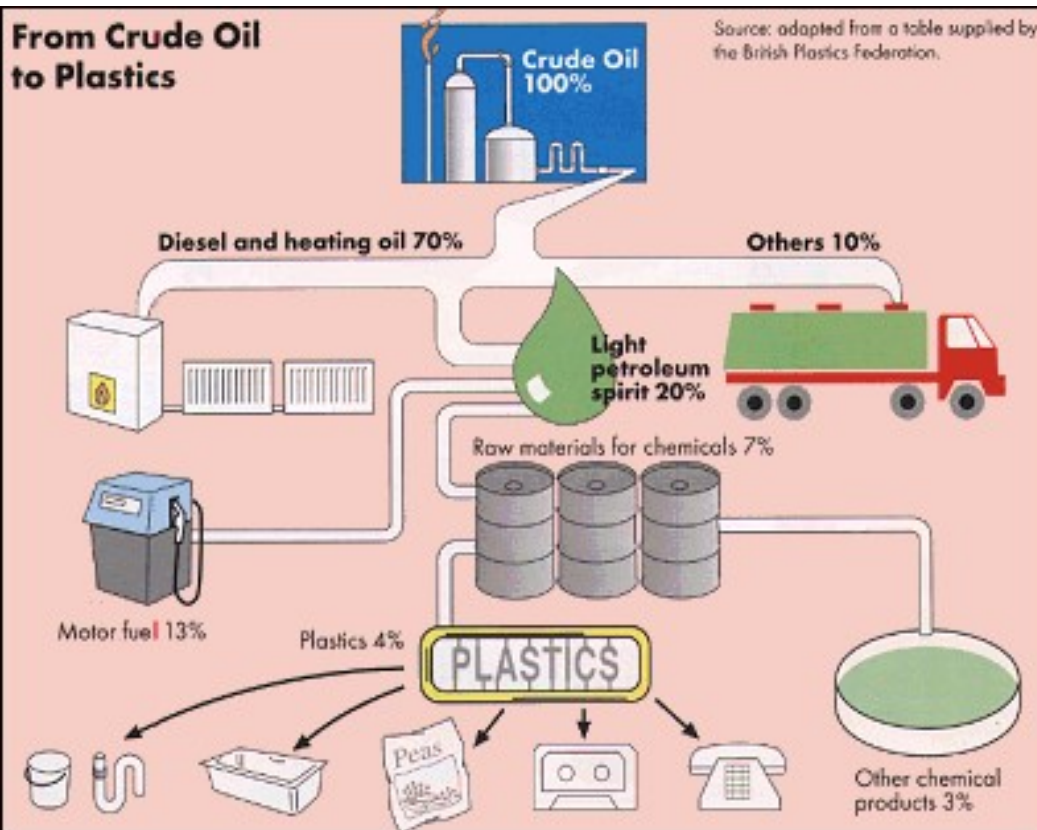 From Crude Oil
to Plastics
Source: adapted from a table supplied by
the British Plastics Federation.
Crude Oil
100%
Diesel and heating oil 70%
Others 10%
Light
petroleum
spirit 20%
Raw materials for chemicals 7%
Motor fuel 13%
Plastics 4%
PLASTICS
Peas
Other chemical
products 3%